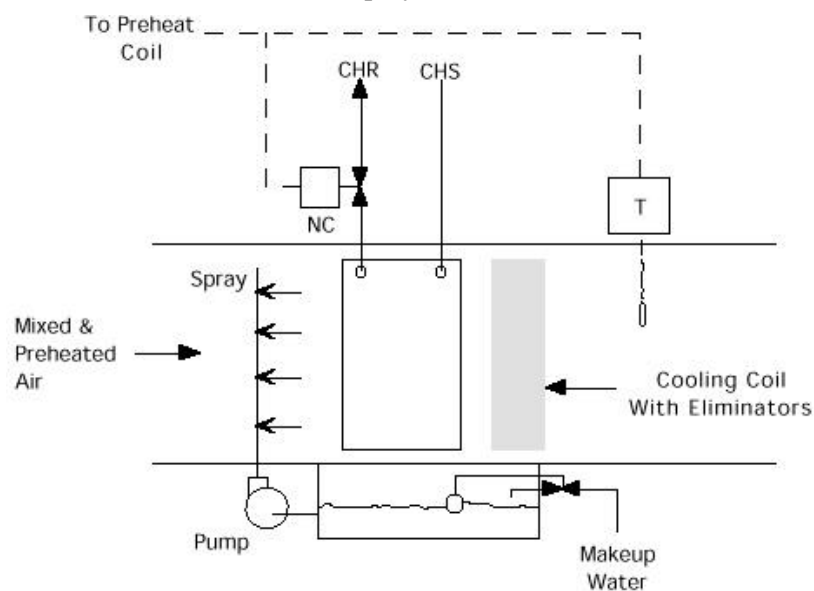 To Preheat
Coil
CHR
CHS
NC
T
Spray
Mixed &
Preheated
Air
Cooling Coil
With Eliminators
Pump
Makeup
Water